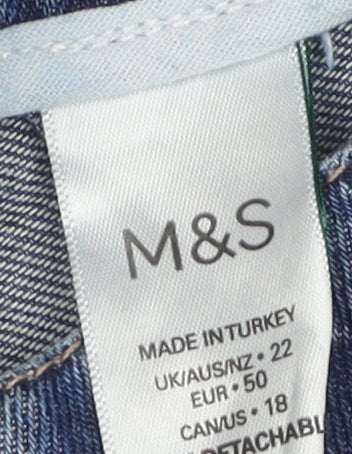 M&S
MADE IN TURKEY
UK/AUS/NZ • 22
EUR • 50
CAN/US • 18